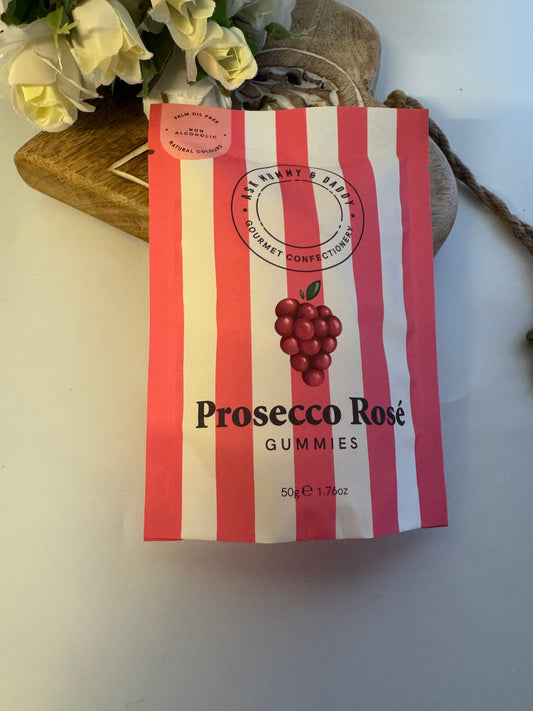 PALM OIL FREE
NON
ALCOHOLIC
NATURAL COLOURS
ASK MUMMY & DADDY
GOURMET CONFECTIONERY
Prosecco Rosé
GUMMIES
50g℮ 1.76oz